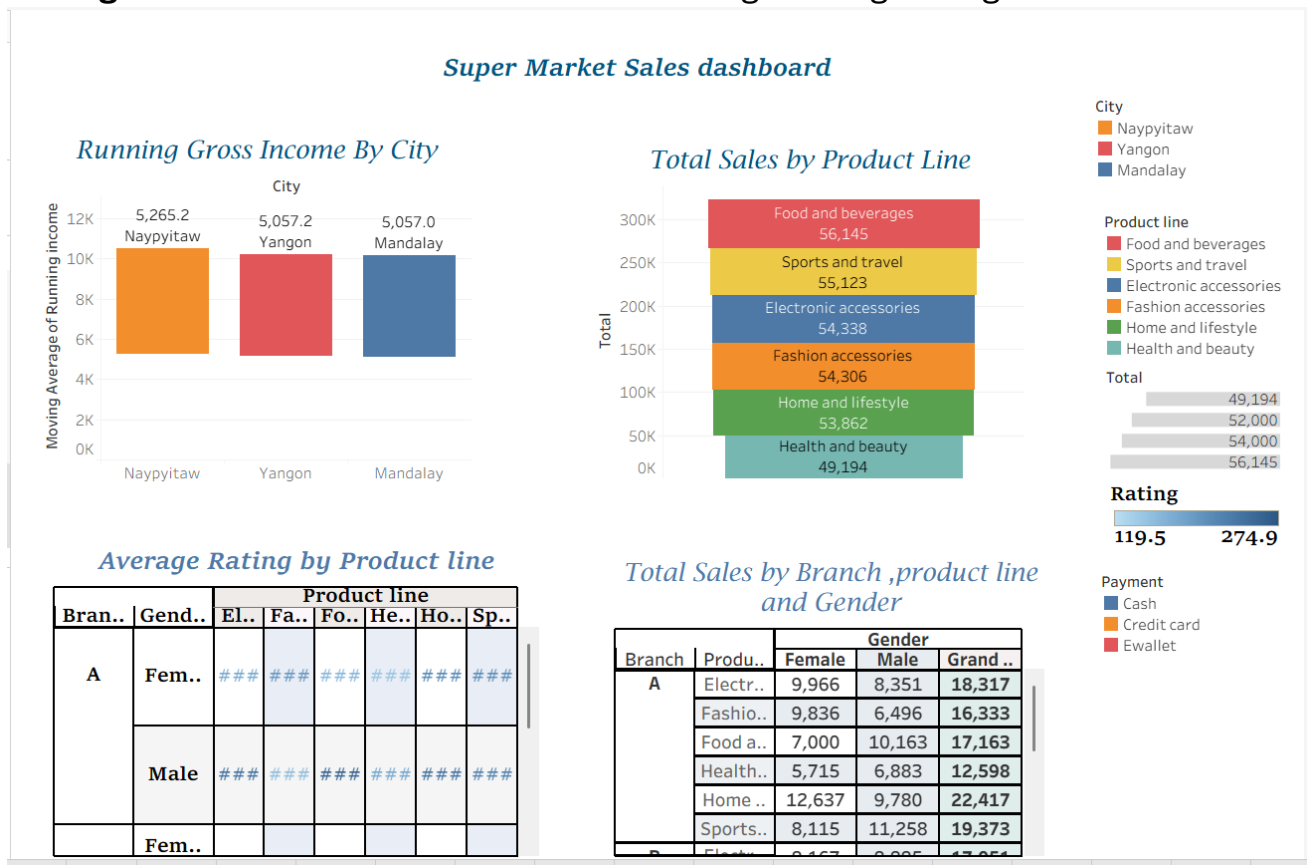 Super Market Sales dashboard
Running Gross Income By City
City
Moving Average of Running income
12K
10K
8K
6K
4K
2K
0K
5,265.2
Naypyitaw
5,057.2
Yangon
5,057.0
Mandalay
Naypyitaw Yangon Mandalay
Total Sales by Product Line
Total
300K
250K
200K
150K
100K
50K
0K
Food and beverages
56,145
Sports and travel
55,123
Electronic accessories
54,338
Fashion accessories
54,306
Home and lifestyle
53,862
Health and beauty
49,194
City
Naypyitaw
Yangon
Mandalay
Product line
Food and beverages
Sports and travel
Electronic accessories
Fashion accessories
Home and lifestyle
Health and beauty
Total
49,194
52,000
54,000
56,145
Rating
119.5 274.9
Payment
Cash
Credit card
Ewallet
Average Rating by Product line
Product line
Bran.. Gend.. El.. Fa.. Fo.. He.. Ho.. Sp..
A Fem.. ### ### ### ### ### ###
Male ### ### ### ### ### ###
Fem..
Total Sales by Branch ,product line
and Gender
Gender
Branch Produ.. Female Male Grand ..
A Electr.. 9,966 8,351 18,317
Fashio.. 9,836 6,496 16,333
Food a.. 7,000 10,163 17,163
Health.. 5,715 6,883 12,598
Home .. 12,637 9,780 22,417
Sports.. 8,115 11,258 19,373